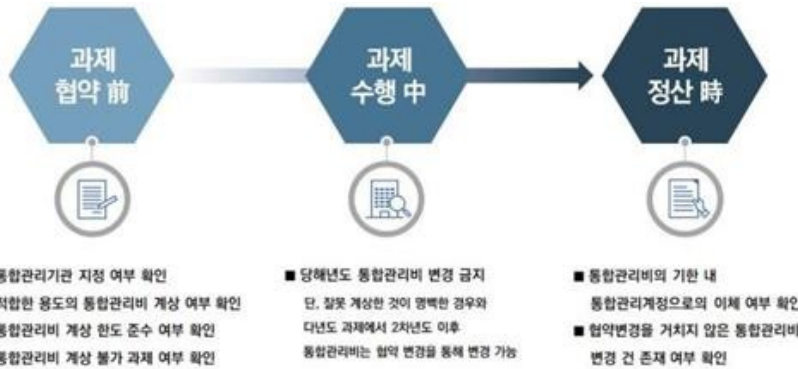 과제
협약 前
과제
수행 中
과제
정산 時
통합관리기관 지정 여부 확인
적합한 용도의 통합관리비 계상 여부 확인
통합관리비 계상 한도 준수 여부 확인
통합관리비 계상 불가 과제 여부 확인
■ 당해년도 통합관리비 변경 금지
단, 잘못 계상한 것이 명백한 경우와
다년도 과제에서 2차년도 이후
통합관리비는 협약 변경을 통해 변경 가능
■ 통합관리비의 기한 내
통합관리계정으로의 이체 여부 확인
■ 협약변경을 거치지 않은 통합관리비
변경 건 존재 여부 확인